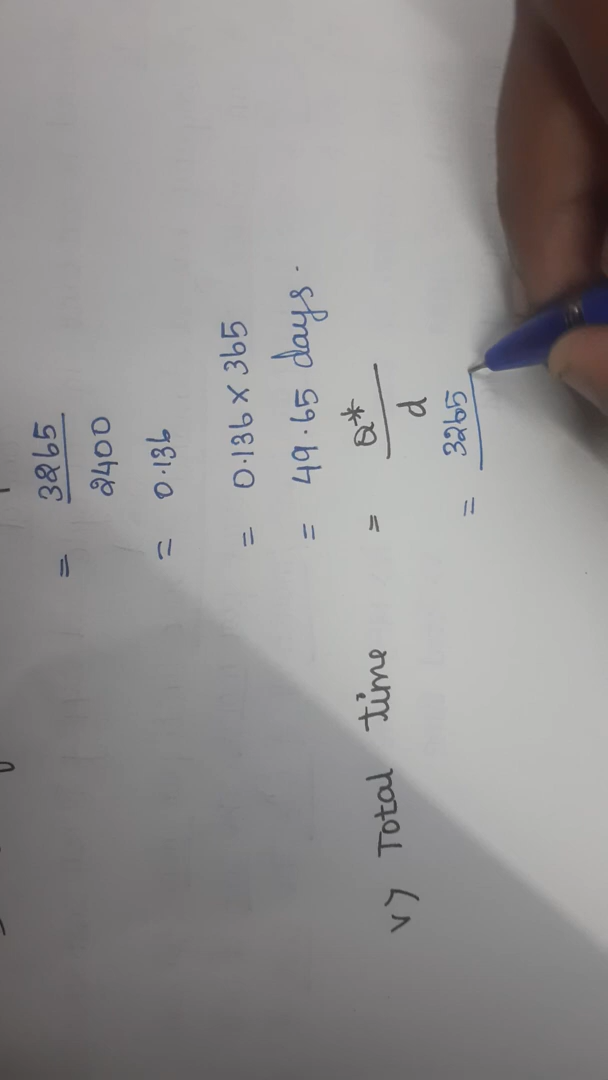 = 3265
2400
= 0.136
= 0.136 x 365
= 49.65 days.
v) Total time = Q*
d
= 3265